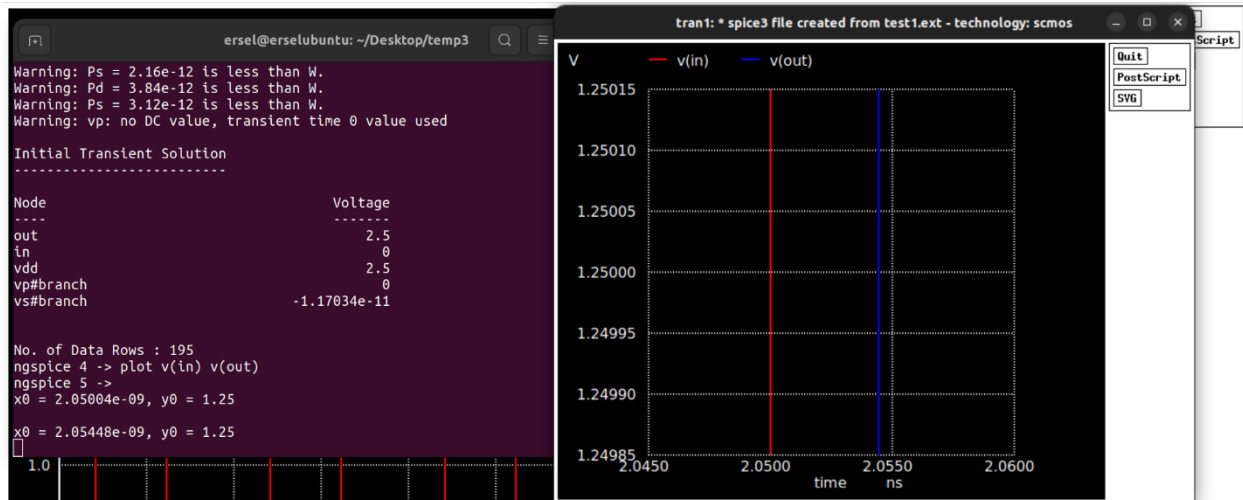 ersel@erselubuntu: ~/Desktop/temp3
Warning: Ps = 2.16e-12 is less than W.
Warning: Pd = 3.84e-12 is less than W.
Warning: Ps = 3.12e-12 is less than W.
Warning: vp: no DC value, transient time 0 value used
Initial Transient Solution
--------------------------
Node Voltage
---- -------
out 2.5
in 0
vdd 2.5
vp#branch 0
vs#branch -1.17034e-11
No. of Data Rows : 195
ngspice 4 -> plot v(in) v(out)
ngspice 5 ->
x0 = 2.05004e-09, y0 = 1.25
x0 = 2.05448e-09, y0 = 1.25
1.0
tran1: * spice3 file created from test1.ext - technology: scmos
V v(in) v(out)
1.25015
1.25010
1.25005
1.25000
1.24995
1.24990
1.24985
2.0450 2.0500 2.0550 2.0600
time ns
Quit
PostScript
SVG
Script